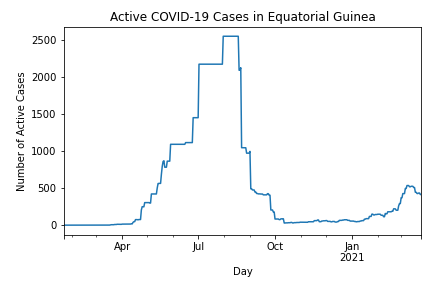 Active COVID-19 Cases in Equatorial Guinea
Number of Active Cases
2500
2000
1500
1000
500
0
Apr
Jul
Oct
Jan
2021
Day